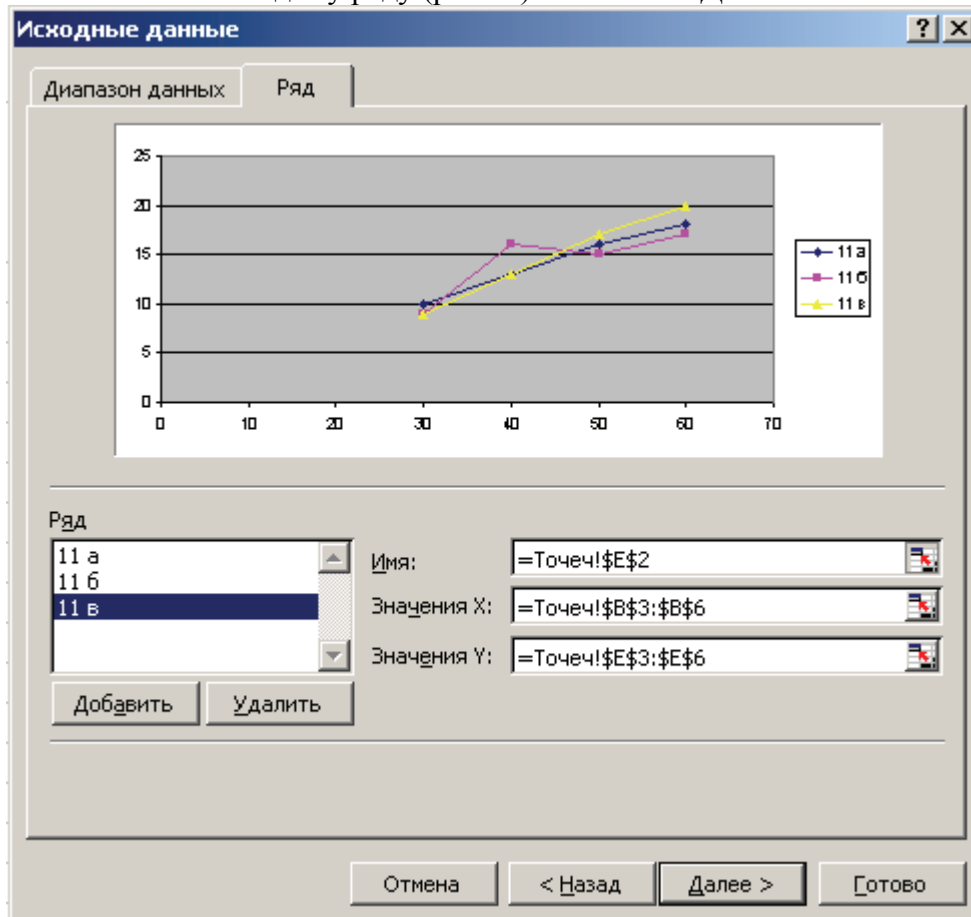 Исходные данные
Диапазон данных
Ряд
25
20
15
10
5
0
0 10 20 30 40 50 60 70
11 а
11 б
11 в
Ряд
11 а
11 б
11 в
Имя:
=Точеч!$E$2
Значения X:
=Точеч!$B$3:$B$6
Значения Y:
=Точеч!$E$3:$E$6
Добавить
Удалить
Отмена
< Назад
Далее >
Готово